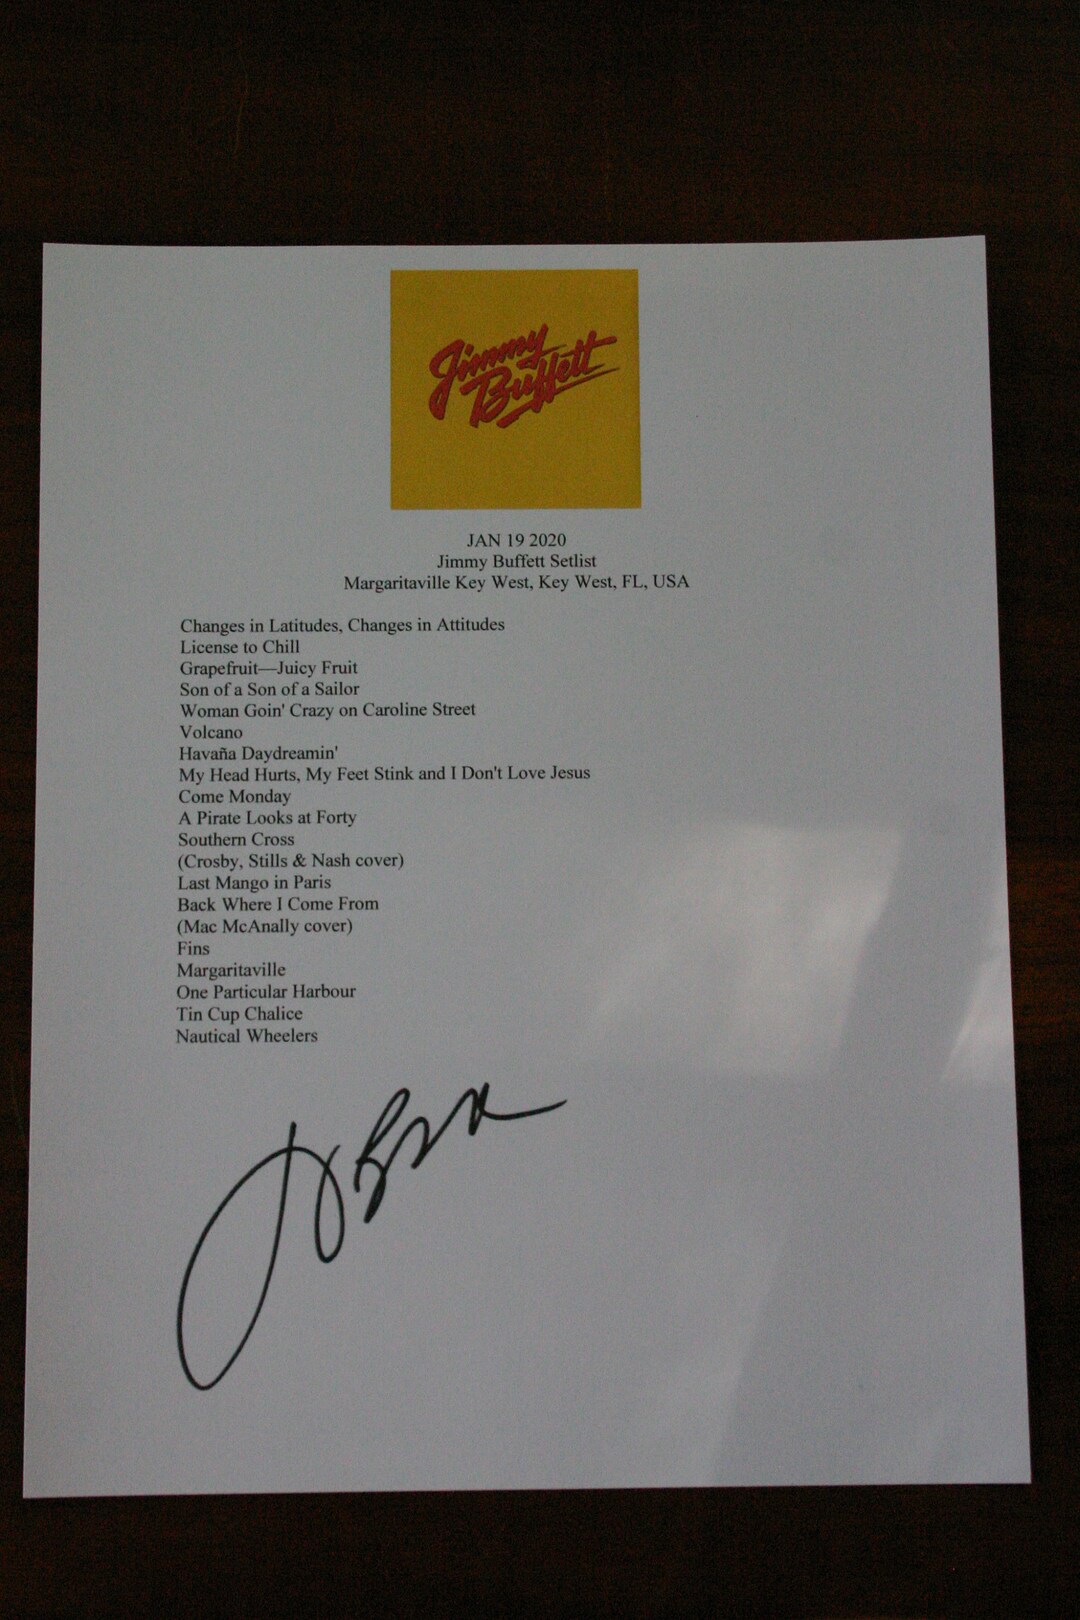 Jimmy
Buffett
JAN 19 2020
Jimmy Buffett Setlist
Margaritaville Key West, Key West, FL, USA
Changes in Latitudes, Changes in Attitudes
License to Chill
Grapefruit—Juicy Fruit
Son of a Son of a Sailor
Woman Goin' Crazy on Caroline Street
Volcano
Havaña Daydreamin'
My Head Hurts, My Feet Stink and I Don't Love Jesus
Come Monday
A Pirate Looks at Forty
Southern Cross
(Crosby, Stills & Nash cover)
Last Mango in Paris
Back Where I Come From
(Mac McAnally cover)
Fins
Margaritaville
One Particular Harbour
Tin Cup Chalice
Nautical Wheelers